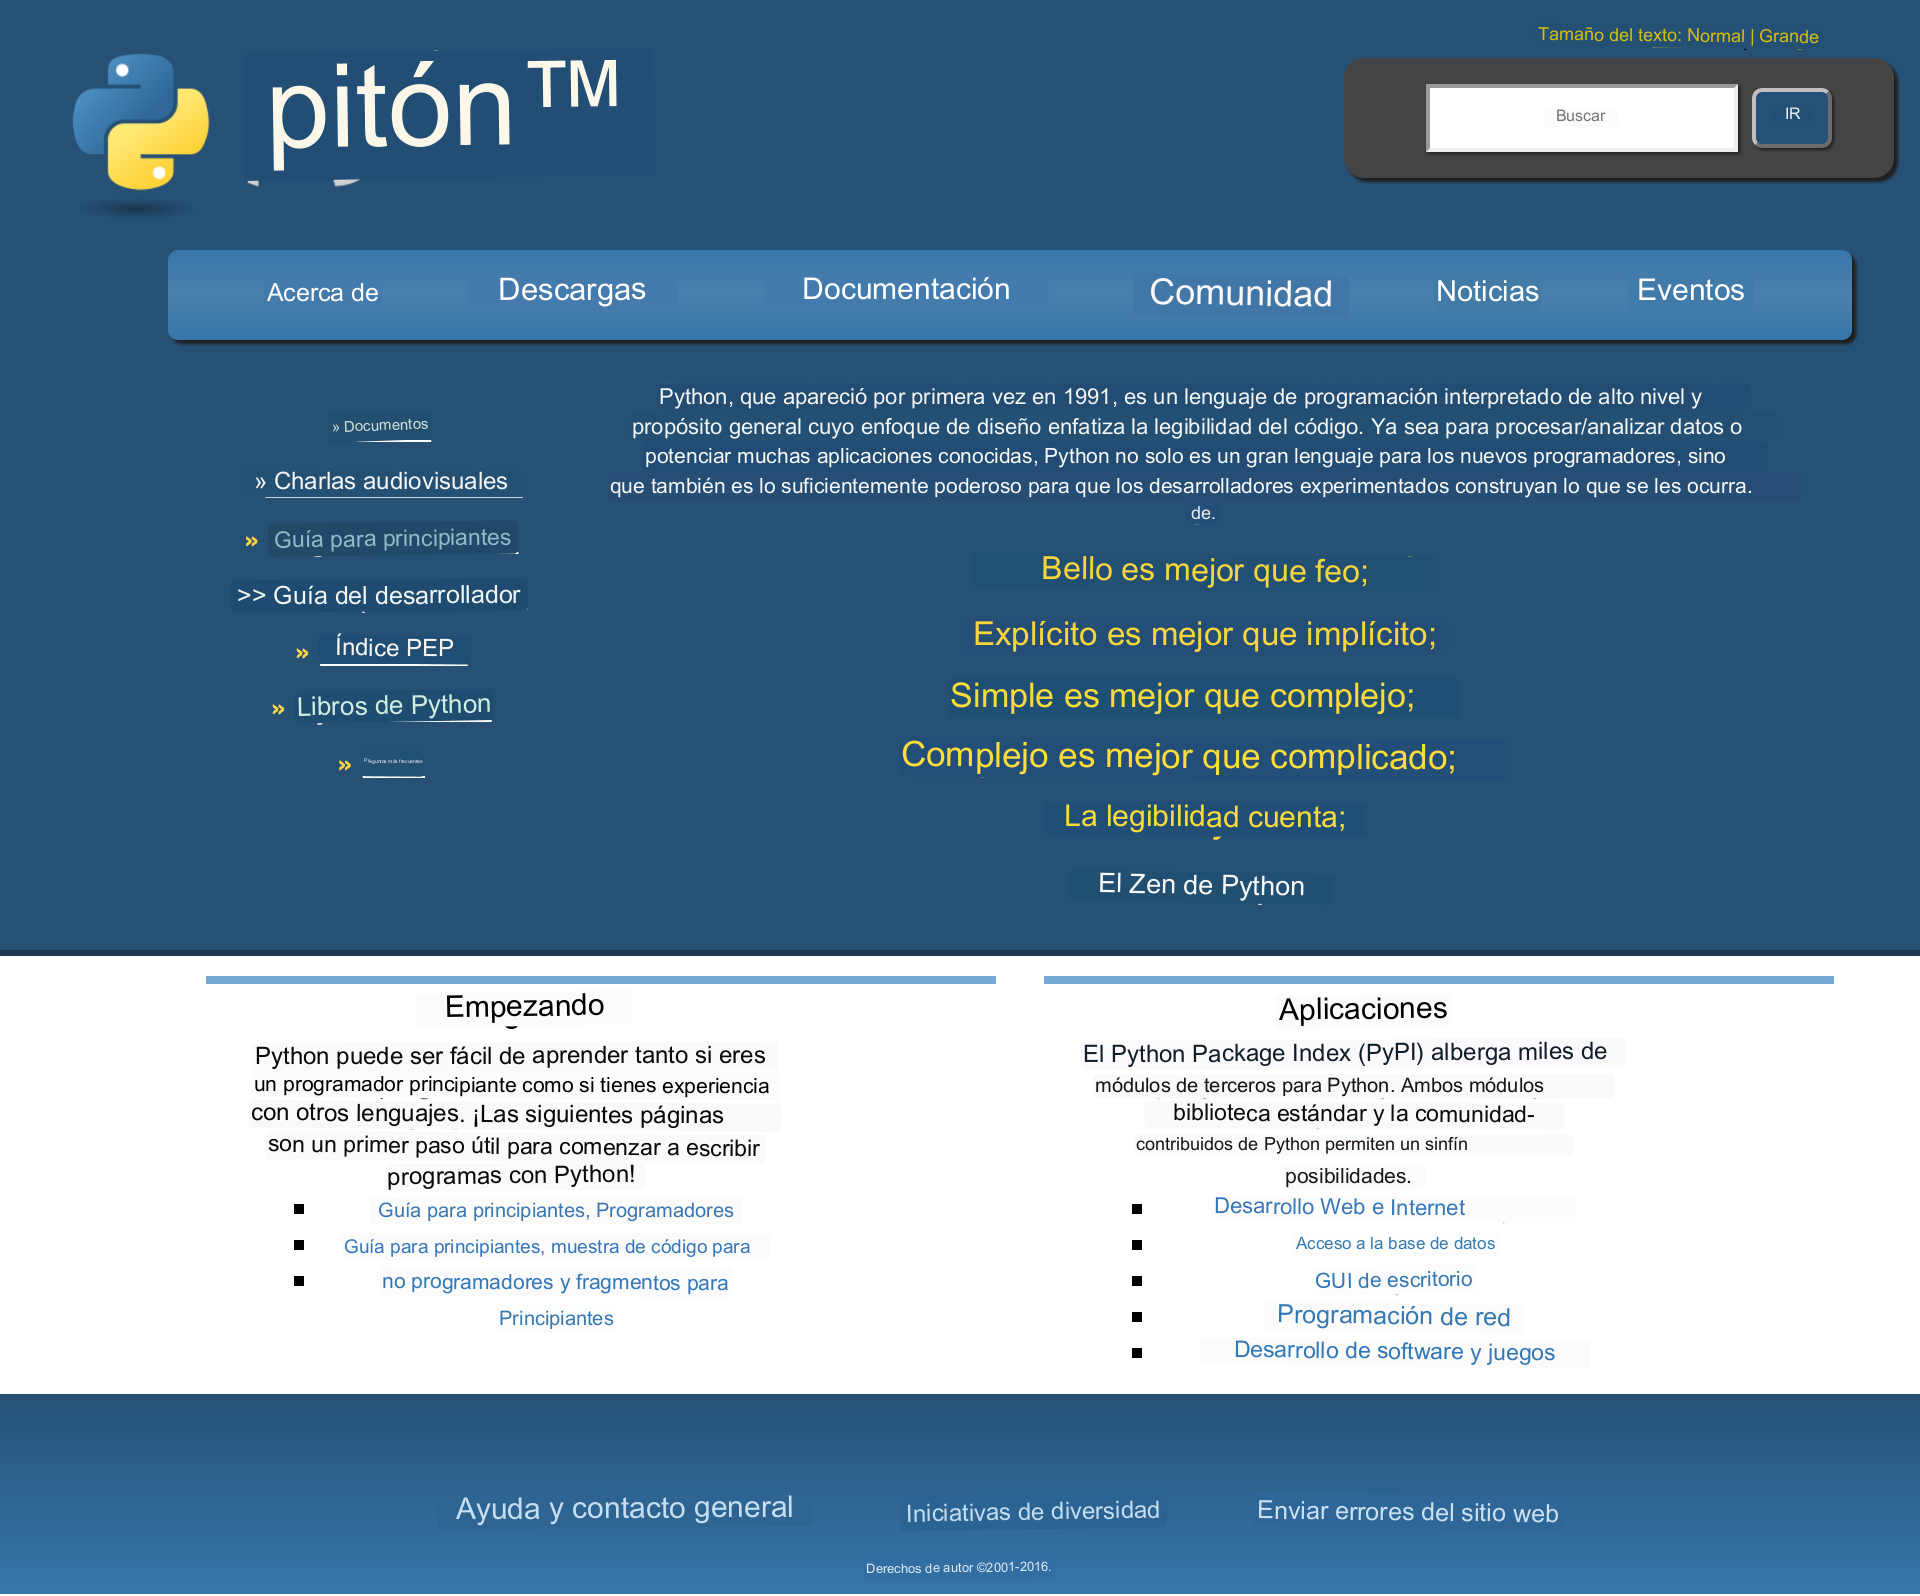 Tamaño del texto: Normal | Grande
pitón™
Buscar
IR
Acerca de
Descargas
Documentación
Comunidad
Noticias
Eventos
» Documentos
» Charlas audiovisuales
» Guía para principiantes
>> Guía del desarrollador
» Índice PEP
» Libros de Python
» Preguntas más frecuentes
Python, que apareció por primera vez en 1991, es un lenguaje de programación interpretado de alto nivel y
propósito general cuyo enfoque de diseño enfatiza la legibilidad del código. Ya sea para procesar/analizar datos o
potenciar muchas aplicaciones conocidas, Python no solo es un gran lenguaje para los nuevos programadores, sino
que también es lo suficientemente poderoso para que los desarrolladores experimentados construyan lo que se les ocurra.
de.
Bello es mejor que feo;
Explícito es mejor que implícito;
Simple es mejor que complejo;
Complejo es mejor que complicado;
La legibilidad cuenta;
El Zen de Python
Empezando
Python puede ser fácil de aprender tanto si eres
un programador principiante como si tienes experiencia
con otros lenguajes. ¡Las siguientes páginas
son un primer paso útil para comenzar a escribir
programas con Python!
Guía para principiantes, Programadores
Guía para principiantes, muestra de código para
no programadores y fragmentos para
Principiantes
Aplicaciones
El Python Package Index (PyPI) alberga miles de
módulos de terceros para Python. Ambos módulos
biblioteca estándar y la comunidad-
contribuidos de Python permiten un sinfín
posibilidades.
Desarrollo Web e Internet
Acceso a la base de datos
GUI de escritorio
Programación de red
Desarrollo de software y juegos
Ayuda y contacto general
Iniciativas de diversidad
Enviar errores del sitio web
Derechos de autor ©2001-2016.